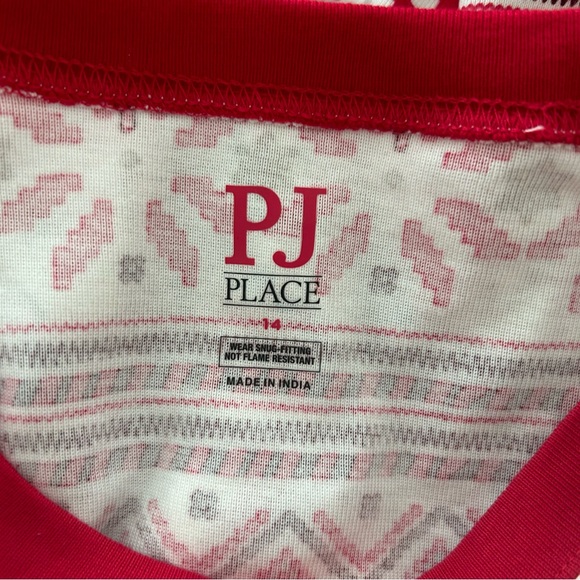 PJ
PLACE
14
WEAR SNUG-FITTING
NOT FLAME RESISTANT
MADE IN INDIA